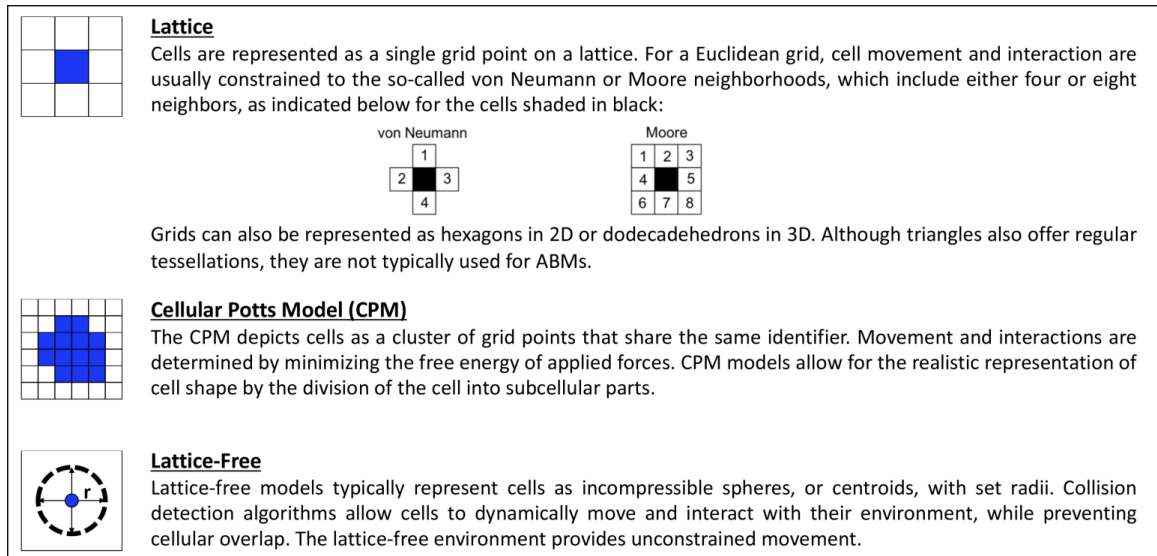 Lattice
Cells are represented as a single grid point on a lattice. For a Euclidean grid, cell movement and interaction are
usually constrained to the so-called von Neumann or Moore neighborhoods, which include either four or eight
neighbors, as indicated below for the cells shaded in black:
von Neumann
1
2 3
4
Moore
1 2 3
4 5
6 7 8
Grids can also be represented as hexagons in 2D or dodecadehedrons in 3D. Although triangles also offer regular
tessellations, they are not typically used for ABMs.
Cellular Potts Model (CPM)
The CPM depicts cells as a cluster of grid points that share the same identifier. Movement and interactions are
determined by minimizing the free energy of applied forces. CPM models allow for the realistic representation of
cell shape by the division of the cell into subcellular parts.
r
Lattice-Free
Lattice-free models typically represent cells as incompressible spheres, or centroids, with set radii. Collision
detection algorithms allow cells to dynamically move and interact with their environment, while preventing
cellular overlap. The lattice-free environment provides unconstrained movement.